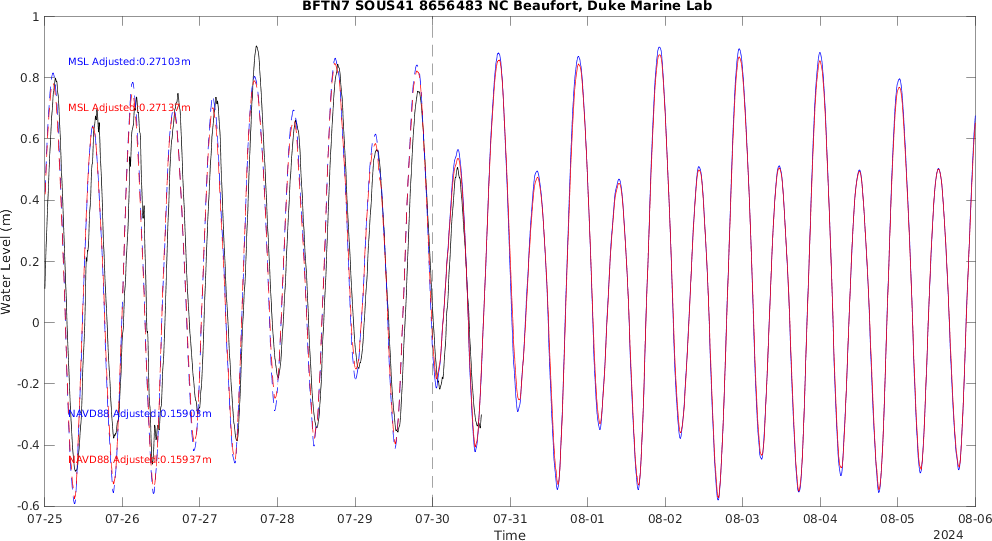 BFTN7 SOUS41 8656483 NC Beaufort, Duke Marine Lab
1
0.8
0.6
0.4
0.2
0
-0.2
-0.4
-0.6
Water Level (m)
MSL Adjusted:0.27103m
MSL Adjusted:0.27137m
NAVD88 Adjusted:0.15903m
NAVD88 Adjusted:0.15937m
07-25 07-26 07-27 07-28 07-29 07-30 07-31 08-01 08-02 08-03 08-04 08-05 08-06
Time
2024